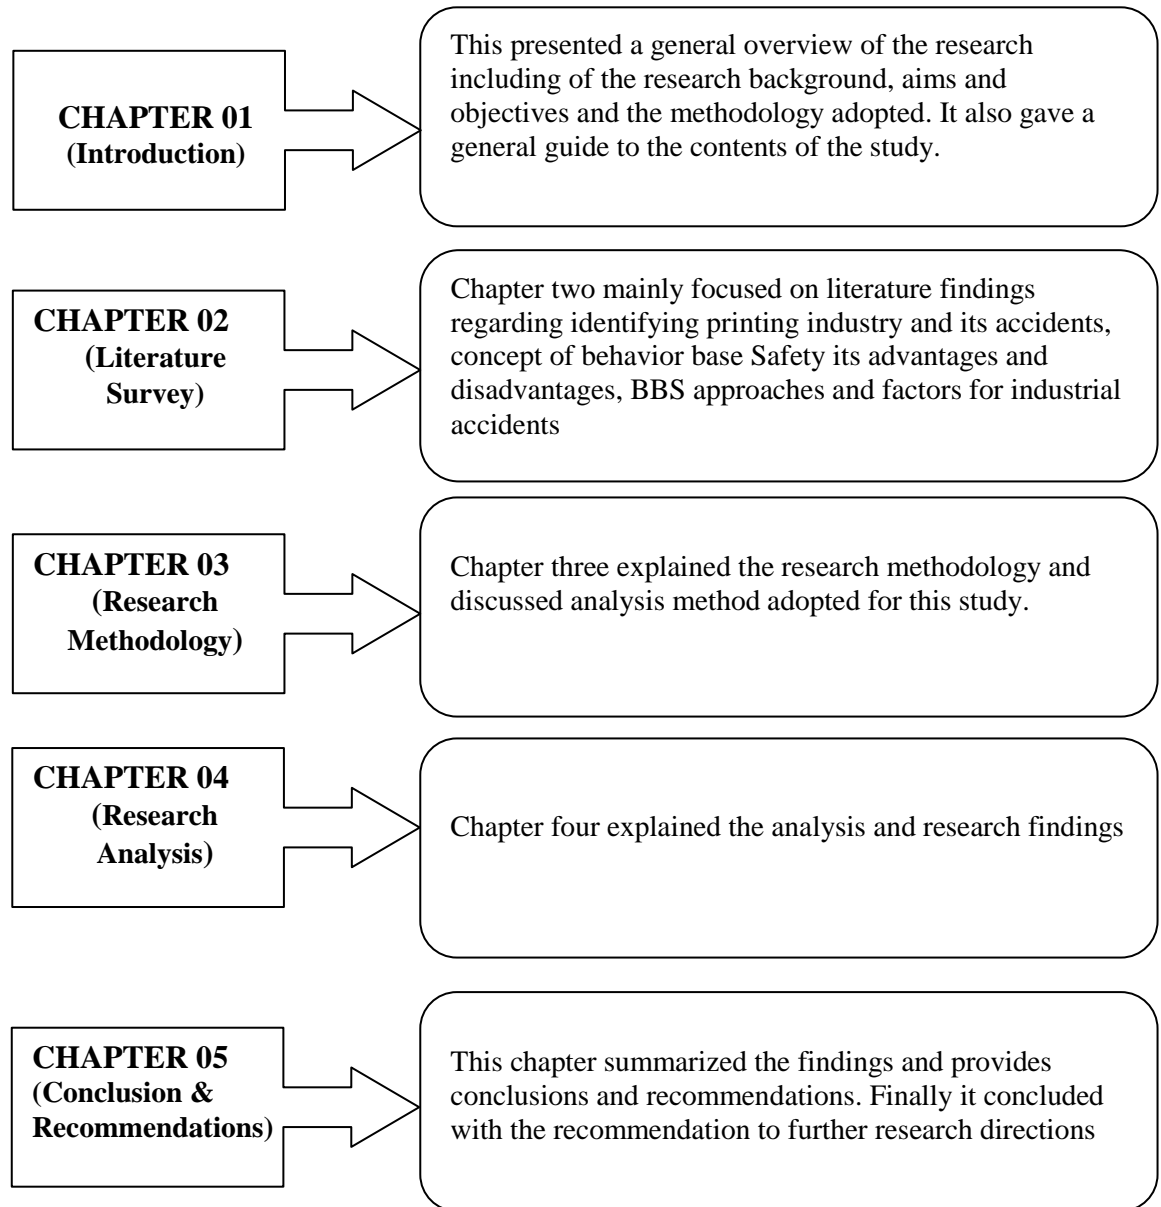 CHAPTER 01
(Introduction)
This presented a general overview of the research
including of the research background, aims and
objectives and the methodology adopted. It also gave a
general guide to the contents of the study.
CHAPTER 02
(Literature
Survey)
Chapter two mainly focused on literature findings
regarding identifying printing industry and its accidents,
concept of behavior base Safety its advantages and
disadvantages, BBS approaches and factors for industrial
accidents
CHAPTER 03
(Research
Methodology)
Chapter three explained the research methodology and
discussed analysis method adopted for this study.
CHAPTER 04
(Research
Analysis)
Chapter four explained the analysis and research findings
CHAPTER 05
(Conclusion &
Recommendations)
This chapter summarized the findings and provides
conclusions and recommendations. Finally it concluded
with the recommendation to further research directions